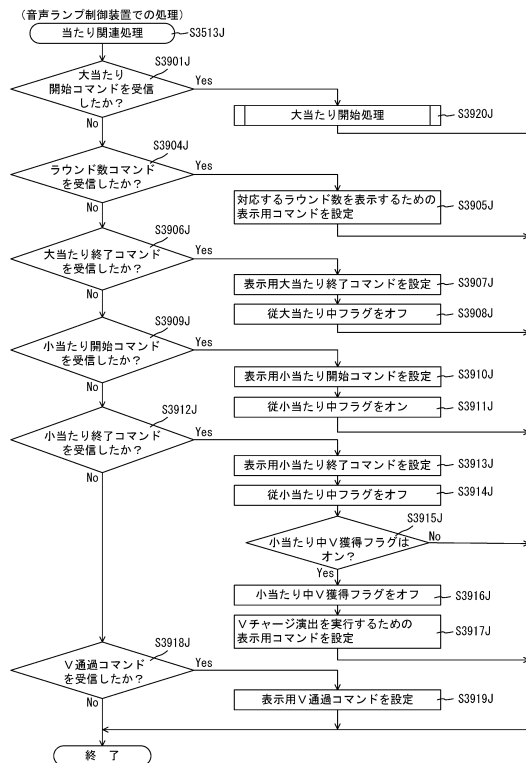 (音声ランプ制御装置での処理)
当たり関連処理
S3513J
S3901J
大当たり
開始コマンドを受信
したか?
Yes
No
大当たり開始処理
S3920J
S3904J
ラウンド数コマンド
を受信したか?
Yes
No
対応するラウンド数を表示するための
表示用コマンドを設定
S3905J
S3906J
大当たり終了コマンド
を受信したか?
Yes
No
表示用大当たり終了コマンドを設定
S3907J
従大当たり中フラグをオフ
S3908J
S3909J
小当たり開始コマンド
を受信したか?
Yes
No
表示用小当たり開始コマンドを設定
S3910J
従小当たり中フラグをオン
S3911J
S3912J
小当たり終了コマンド
を受信したか?
Yes
No
表示用小当たり終了コマンドを設定
S3913J
従小当たり中フラグをオフ
S3914J
S3915J
小当たり中V獲得フラグは
オン?
No
Yes
小当たり中V獲得フラグをオフ
S3916J
Vチャージ演出を実行するための
表示用コマンドを設定
S3917J
S3918J
V通過コマンド
を受信したか?
Yes
No
表示用V通過コマンドを設定
S3919J
終 了